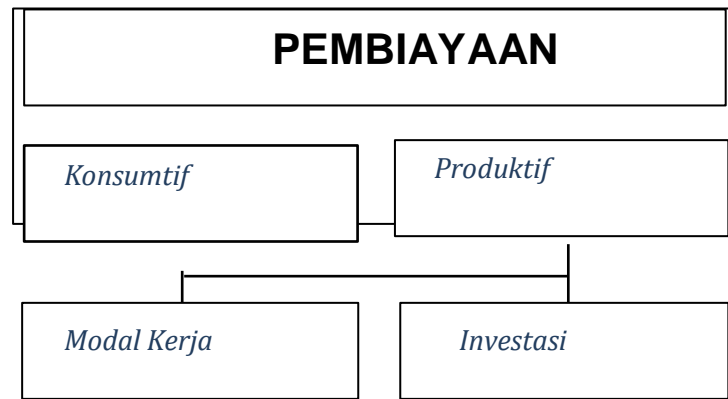 PEMBIAYAAN
Konsumtif
Produktif
Modal Kerja
Investasi